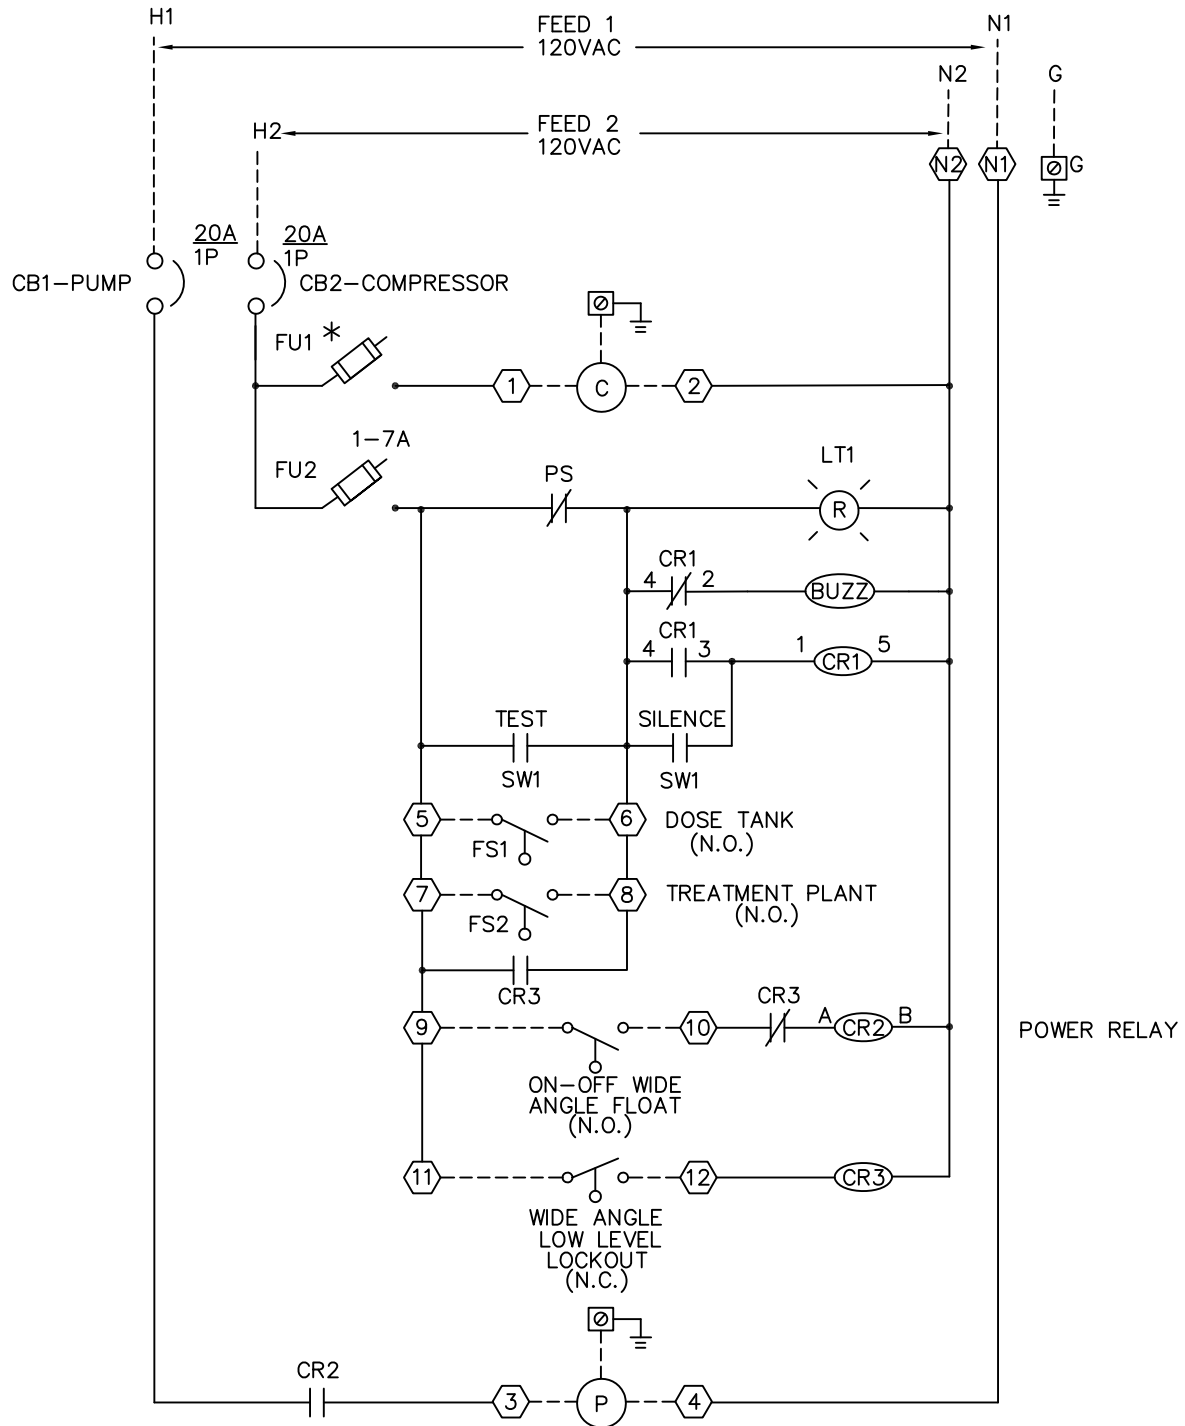 H1
FEED 1
120VAC
N1
N2
G
H2
FEED 2
120VAC
N2
N1
G
20A
1P
20A
1P
CB1-PUMP
CB2-COMPRESSOR
FU1 *
1
C
2
1-7A
FU2
PS
LT1
R
CR1
4
2
BUZZ
CR1
4
3
1
CR1
5
TEST
SW1
SILENCE
SW1
5
FS1
6
DOSE TANK
(N.O.)
7
FS2
8
TREATMENT PLANT
(N.O.)
CR3
9
10
CR3
A
CR2
B
POWER RELAY
ON-OFF WIDE
ANGLE FLOAT
(N.O.)
11
12
CR3
WIDE ANGLE
LOW LEVEL
LOCKOUT
(N.C.)
CR2
3
P
4